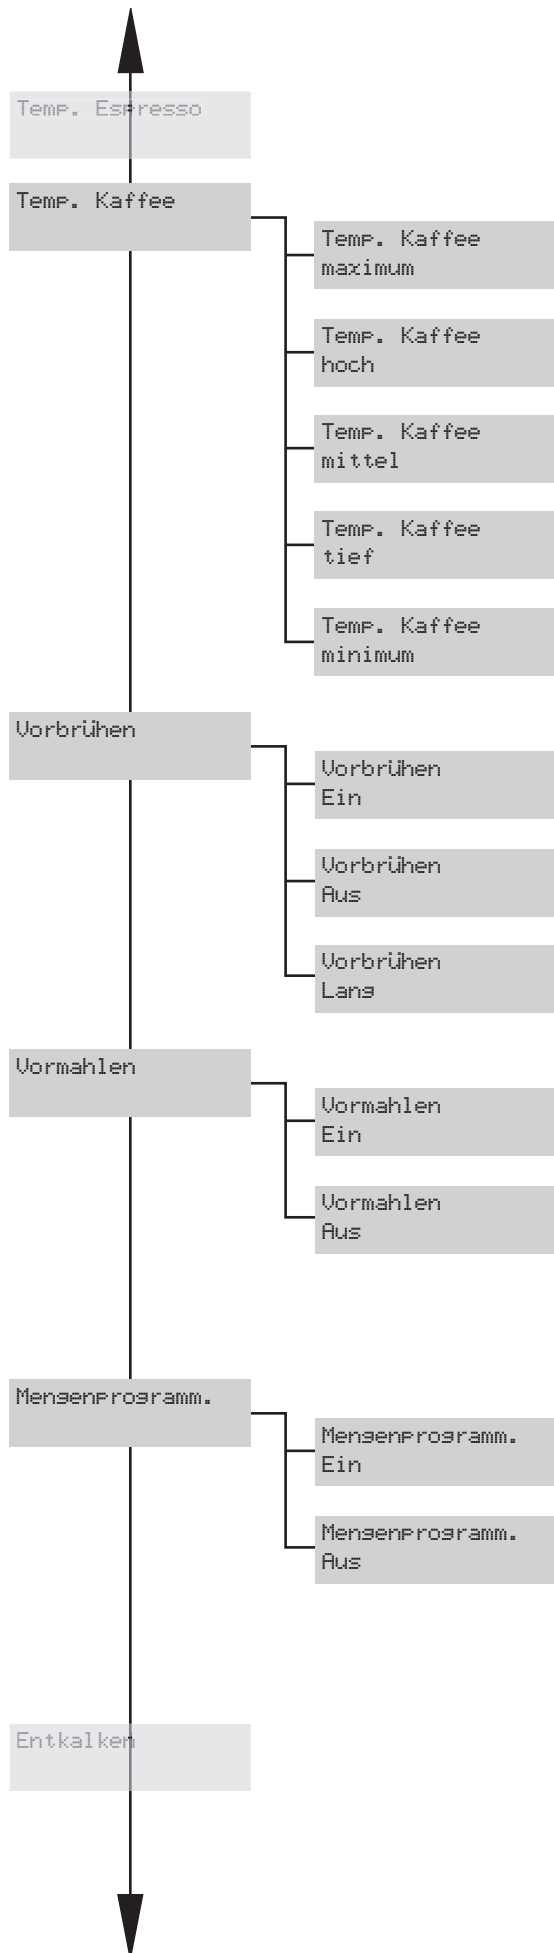 Temp. Espresso
Temp. Kaffee
Temp. Kaffee
maximum
Temp. Kaffee
hoch
Temp. Kaffee
mittel
Temp. Kaffee
tief
Temp. Kaffee
minimum
Vorbrühen
Vorbrühen
Ein
Vorbrühen
Aus
Vorbrühen
Lang
Vormahlen
Vormahlen
Ein
Vormahlen
Aus
Mengenprogramm.
Mengenprogramm.
Ein
Mengenprogramm.
Aus
Entkalken